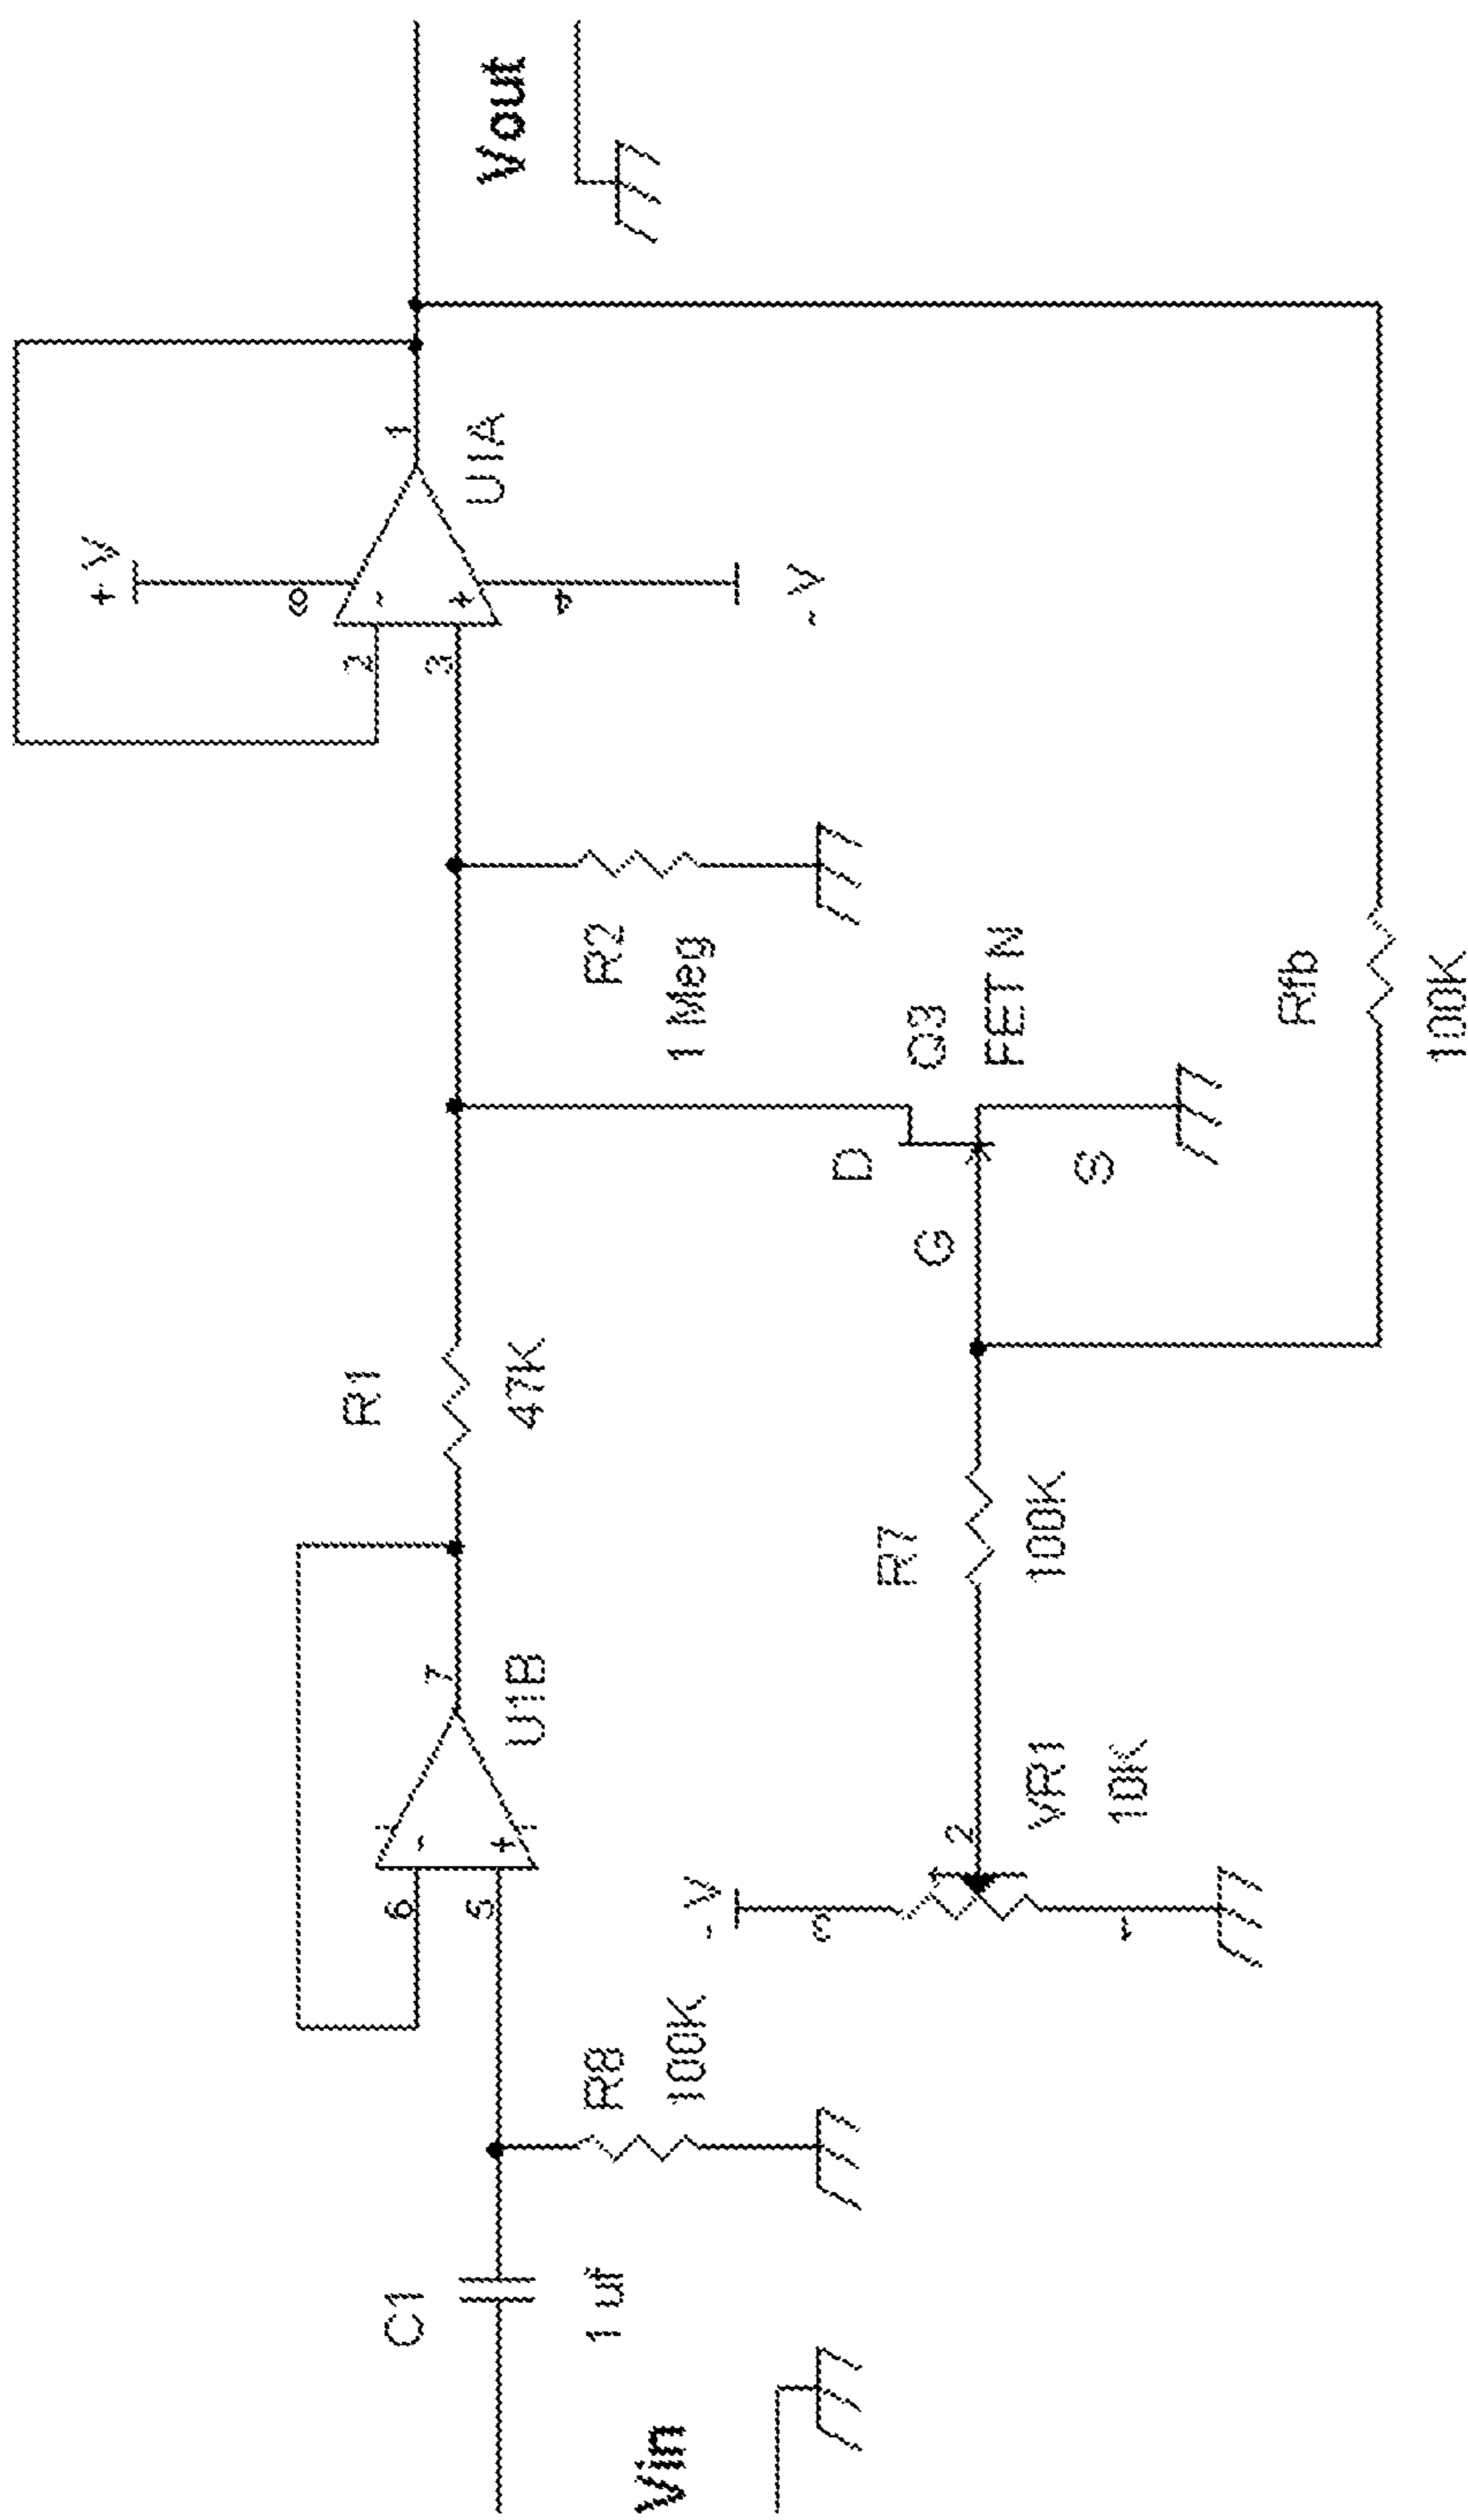 Vin
C1
1 uf
R8
100K
6
5
-
+
7
U1B
-V
3
2
1
VR1
10K
R7
100K
R1
47K
G
D
S
Q3
FET N
R2
1 Meg
Rfb
100K
2
3
-
+
+V
8
4
-V
1
U1A
Vout